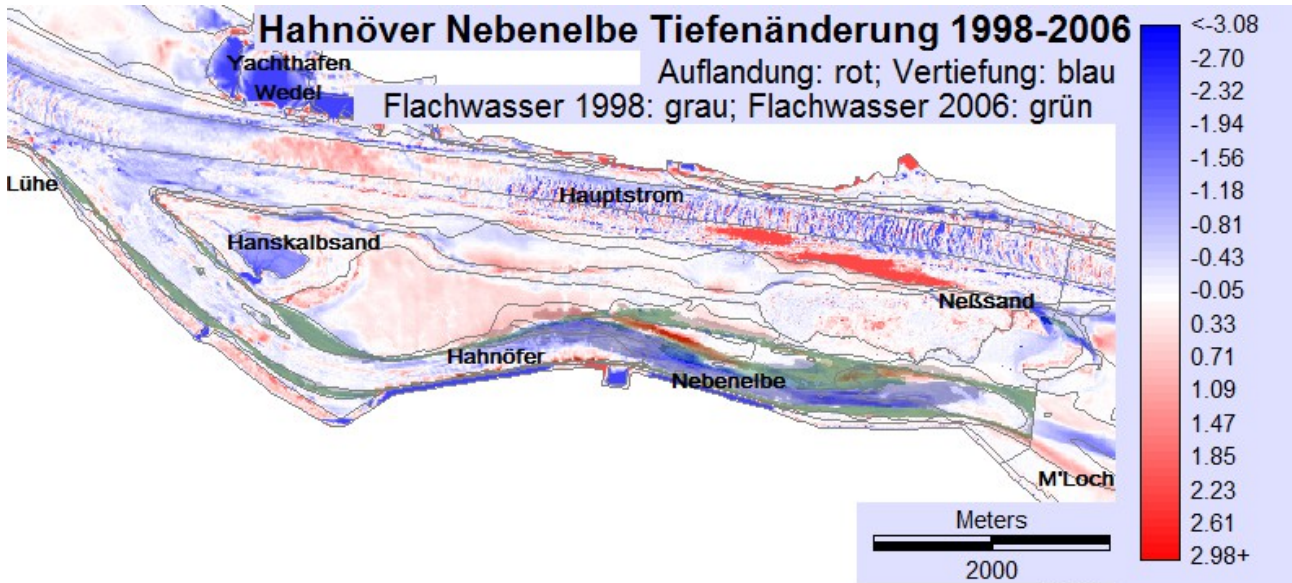 Hahnöver Nebenelbe Tiefenänderung 1998-2006
Yachthafen
Wedel
Auflandung: rot; Vertiefung: blau
Flachwasser 1998: grau; Flachwasser 2006: grün
Lühe
Hauptstrom
Hanskalbsand
Neßsand
Hahnöfer
Nebenelbe
M'Loch
<-3.08
-2.70
-2.32
-1.94
-1.56
-1.18
-0.81
-0.43
-0.05
0.33
0.71
1.09
1.47
1.85
2.23
2.61
2.98+
Meters
2000